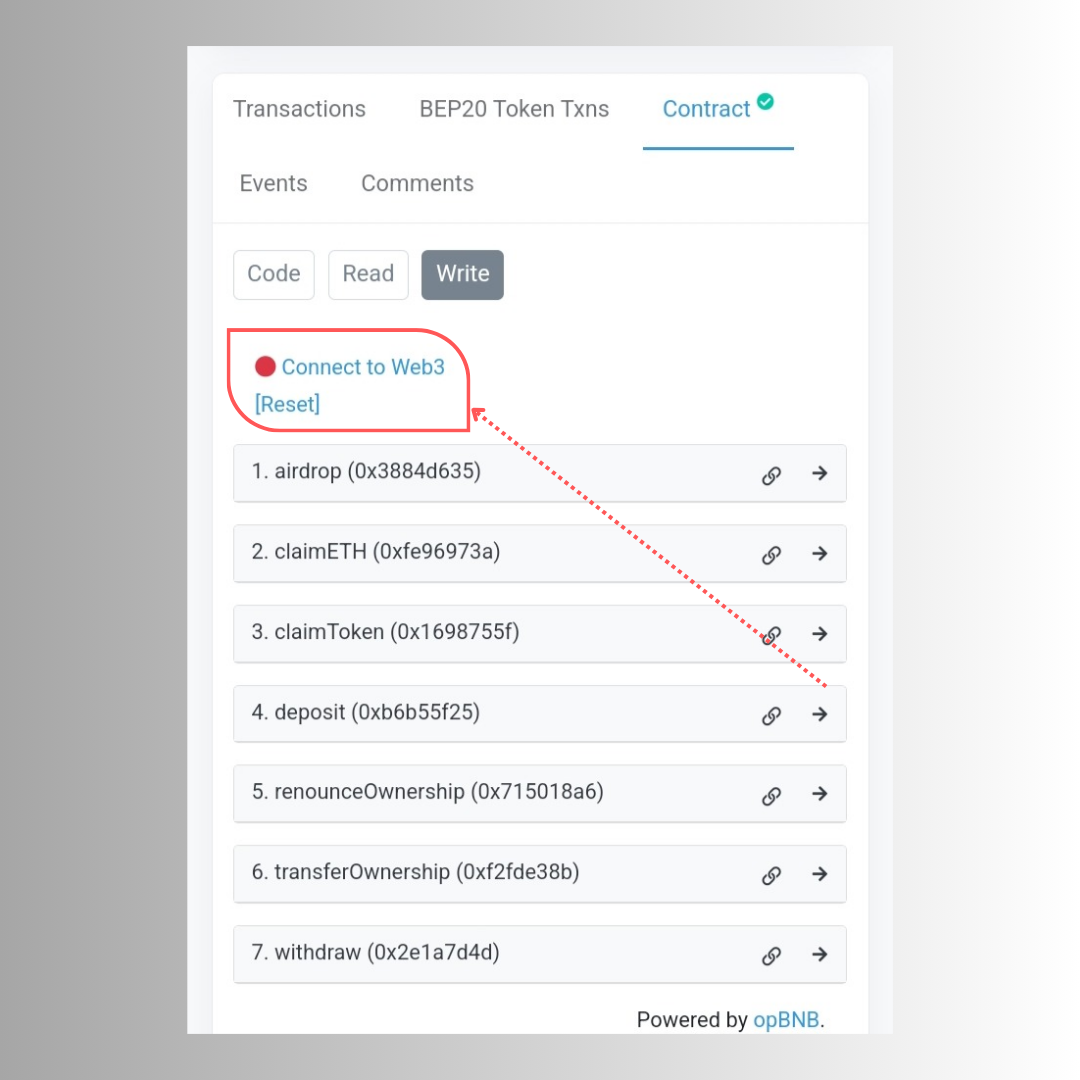 Transactions BEP20 Token Txns Contract
Events Comments
Code Read Write
Connect to Web3
[Reset]
1. airdrop (0x3884d635)
2. claimETH (0xfe96973a)
3. claimToken (0x1698755f)
4. deposit (0xb6b55f25)
5. renounceOwnership (0x715018a6)
6. transferOwnership (0xf2fde38b)
7. withdraw (0x2e1a7d4d)
Powered by opBNB.